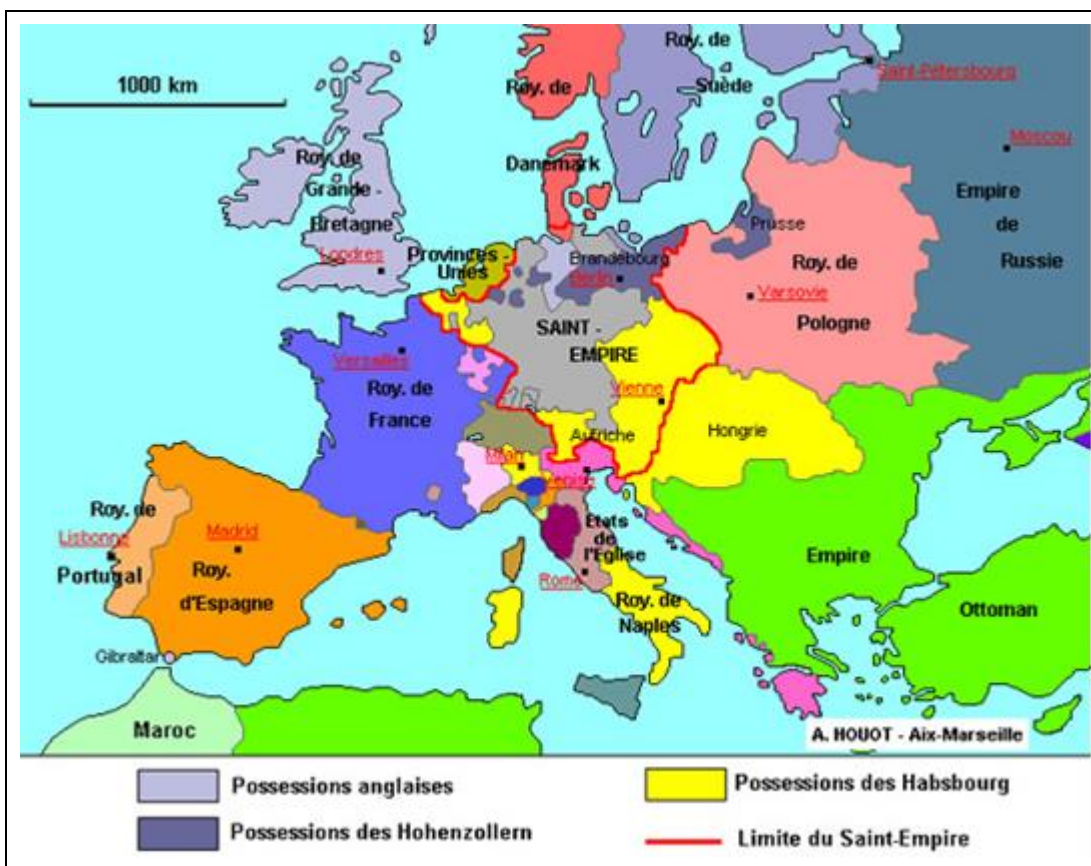 1000 km
Roy. de
Roy. de
Suède
Saint-Pétersbourg
Moscou
Danemark
Roy. de
Grande -
Bretagne
Londres
Provinces -
Unies
Brandebourg
Berlin
Prusse
Roy. de
Pologne
Varsovie
Empire
de
Russie
SAINT -
EMPIRE
Versailles
Roy. de
France
Vienne
Autriche
Hongrie
Milan
Venise
Roy. de
Portugal
Lisbonne
Madrid
Roy.
d'Espagne
Etats
de
l'Eglise
Rome
Roy. de
Naples
Empire
Ottoman
Gibraltar
Maroc
A. HOUOT - Aix-Marseille
Possessions anglaises
Possessions des Habsbourg
Possessions des Hohenzollern
Limite du Saint-Empire